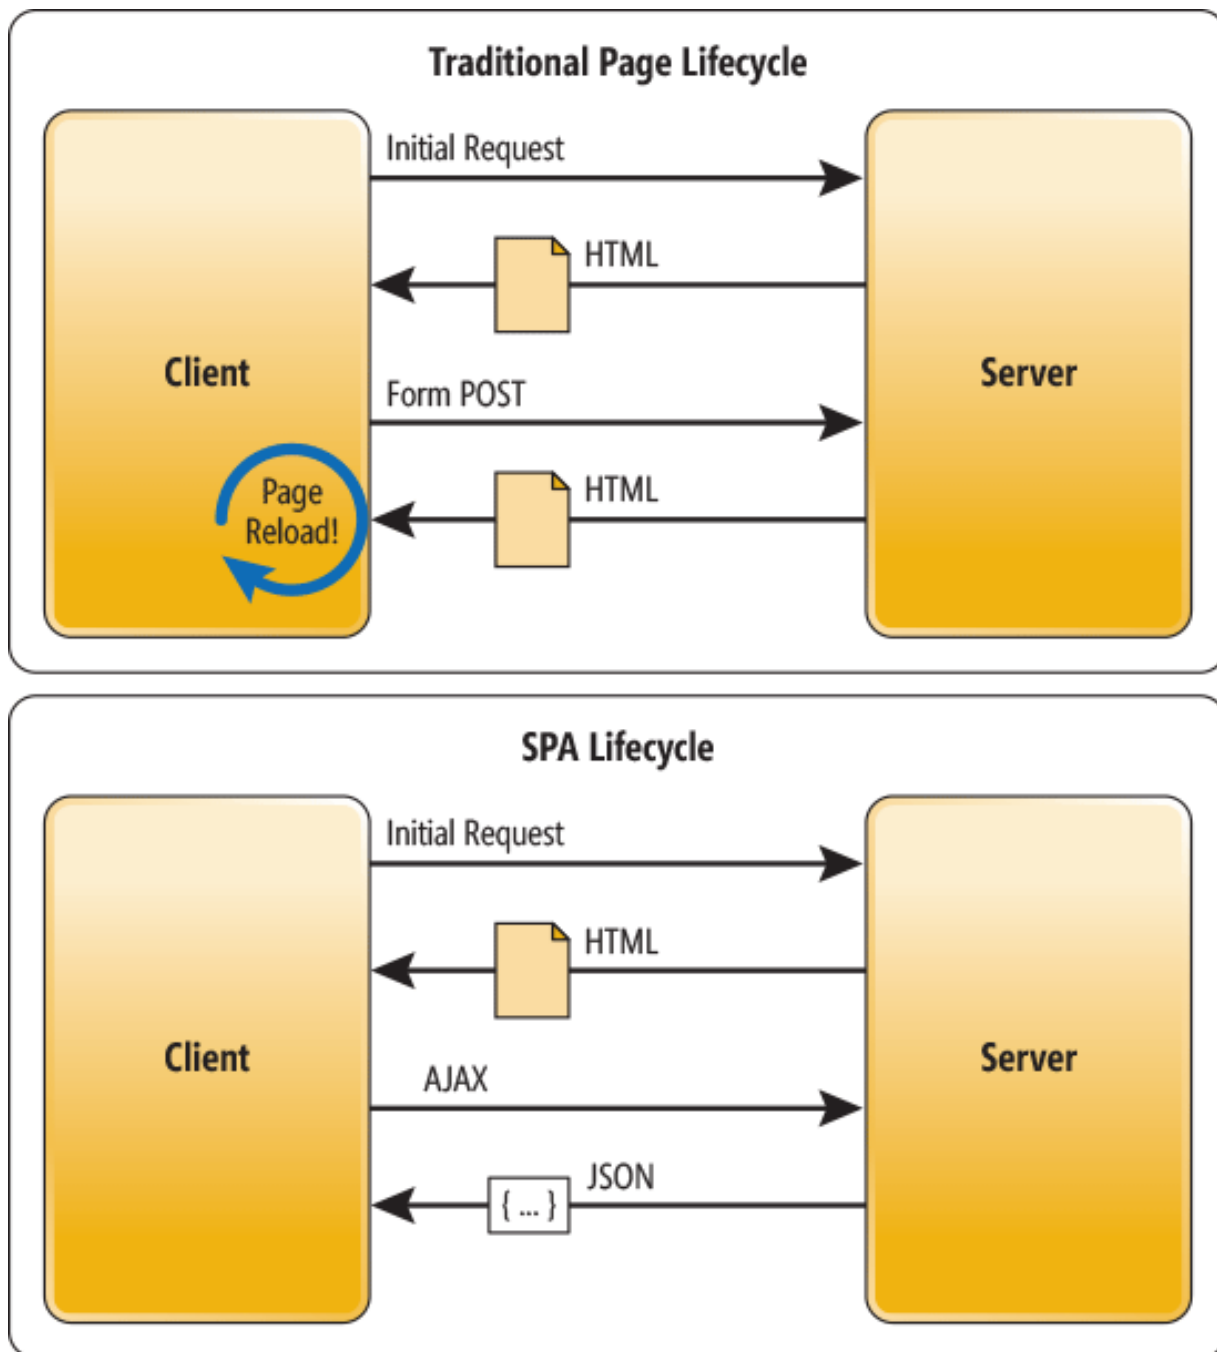 Traditional Page Lifecycle
Initial Request
HTML
Client
Server
Form POST
HTML
Page
Reload!
SPA Lifecycle
Initial Request
HTML
Client
Server
AJAX
JSON
{ ... }